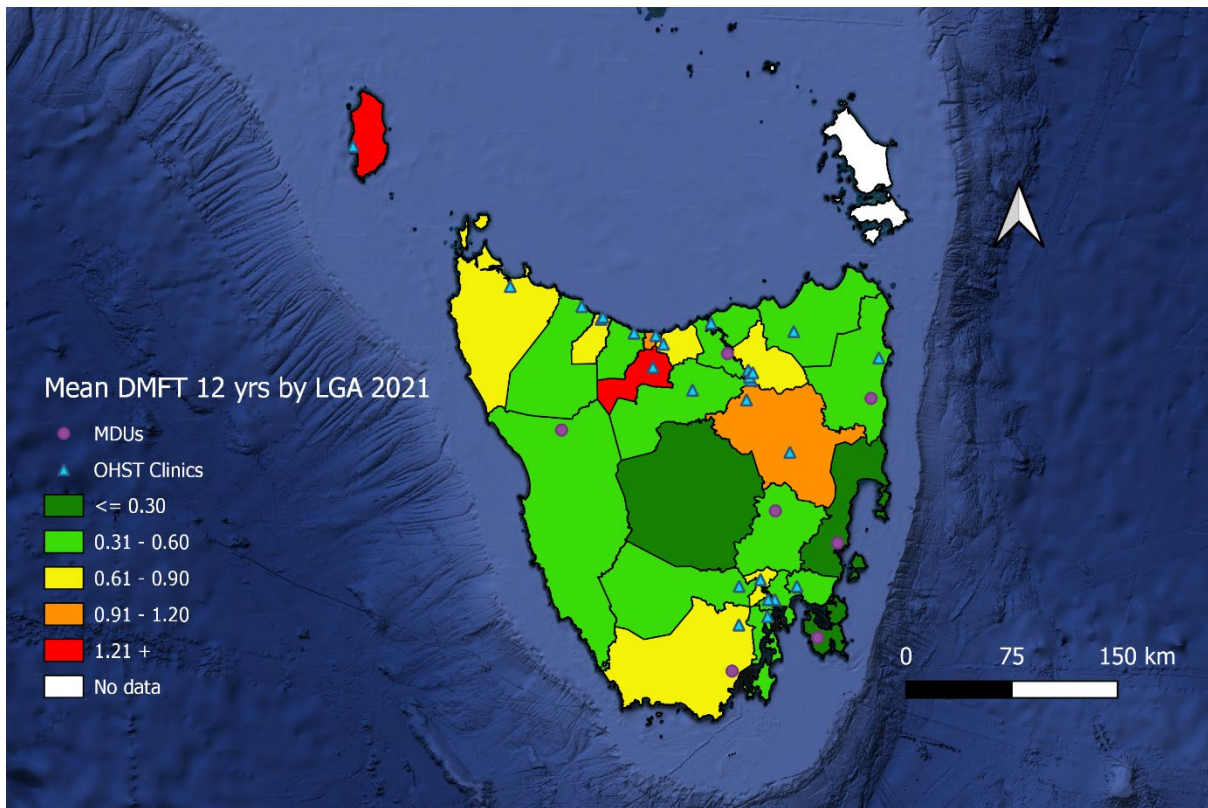 Mean DMFT 12 yrs by LGA 2021
MDUs
OHST Clinics
<= 0.30
0.31 - 0.60
0.61 - 0.90
0.91 - 1.20
1.21 +
No data
0 75 150 km